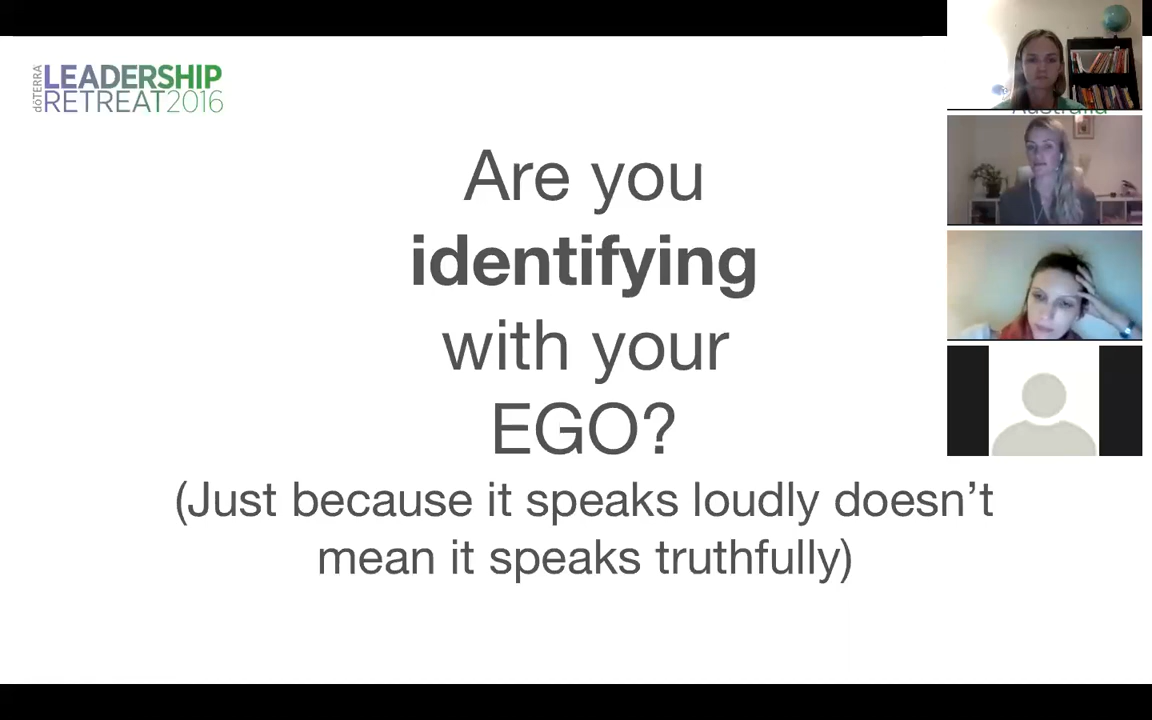 dōTERRA
LEADERSHIP
RETREAT2016
Australia
Are you
identifying
with your
EGO?
(Just because it speaks loudly doesn’t
mean it speaks truthfully)